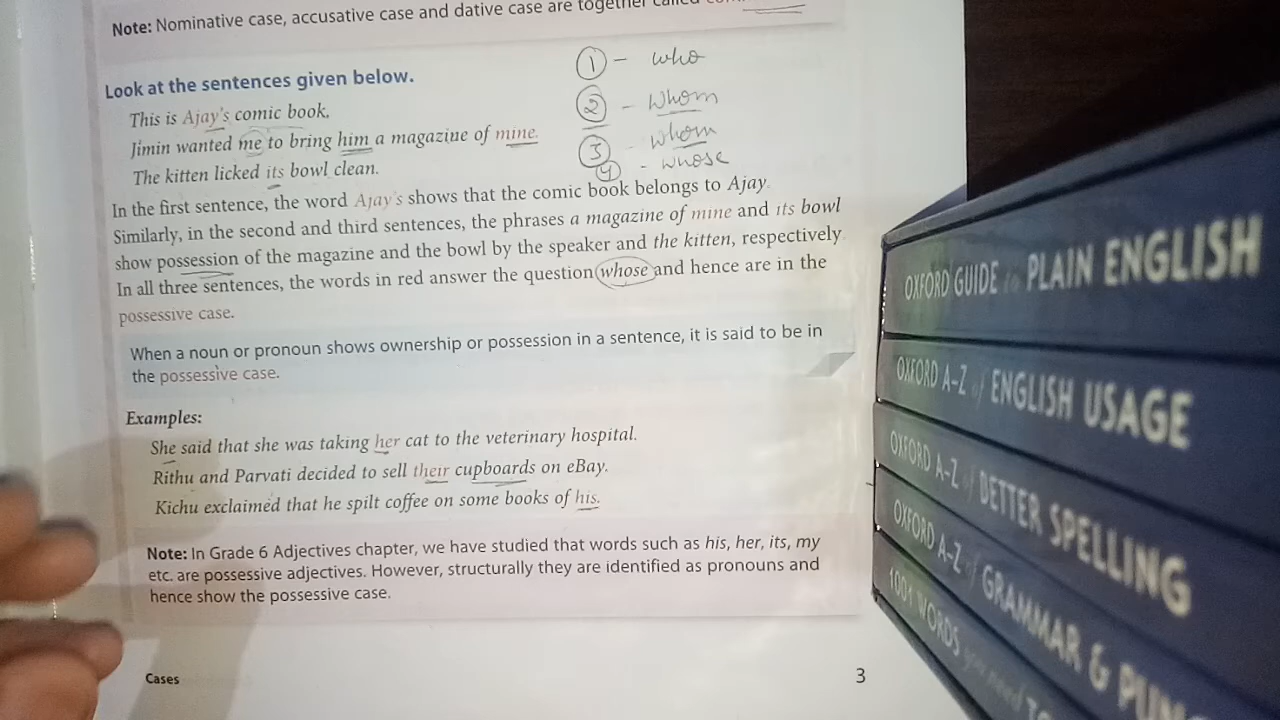 Note: Nominative case, accusative case and dative case are together called
Look at the sentences given below.
This is Ajay's comic book.
Jimin wanted me to bring him a magazine of mine.
The kitten licked its bowl clean.
1 - who
2 - whom
3 whom
4 - whose
In the first sentence, the word Ajay's shows that the comic book belongs to Ajay.
Similarly, in the second and third sentences, the phrases a magazine of mine and its bowl
show possession of the magazine and the bowl by the speaker and the kitten, respectively
In all three sentences, the words in red answer the question whose and hence are in the
possessive case.
When a noun or pronoun shows ownership or possession in a sentence, it is said to be in
the possessive case.
Examples:
She said that she was taking her cat to the veterinary hospital.
Rithu and Parvati decided to sell their cupboards on eBay.
Kichu exclaimed that he spilt coffee on some books of his.
Note: In Grade 6 Adjectives chapter, we have studied that words such as his, her, its, my
etc. are possessive adjectives. However, structurally they are identified as pronouns and
hence show the possessive case.
Cases
3
OXFORD GUIDE to PLAIN ENGLISH
OXFORD A-Z of ENGLISH USAGE
OXFORD A-Z of BETTER SPELLING
OXFORD A-Z of GRAMMAR &
1001 WORDS you need